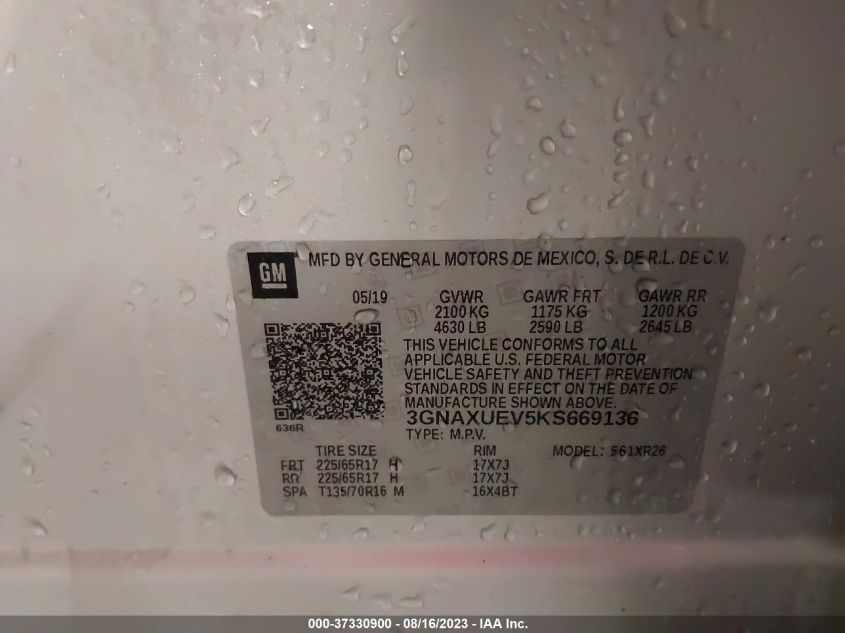 GM MFD BY GENERAL MOTORS DE MEXICO, S. DE R.L. DE C.V.
05/19 GVWR GAWR FRT GAWR RR
2100 KG 1175 KG 1200 KG
4630 LB 2590 LB 2645 LB
THIS VEHICLE CONFORMS TO ALL
APPLICABLE U.S. FEDERAL MOTOR
VEHICLE SAFETY AND THEFT PREVENTION
STANDARDS IN EFFECT ON THE DATE OF
MANUFACTURE SHOWN ABOVE.
3GNAXUEV5KS669136
636R
TYPE: M.P.V.
TIRE SIZE RIM MODEL: 561XR26
FRT 225/65R17 H 17X7J
RR 225/65R17 H 17X7J
SPA T135/70R16 M 16X4BT
000-37330900 - 08/16/2023 - IAA Inc.